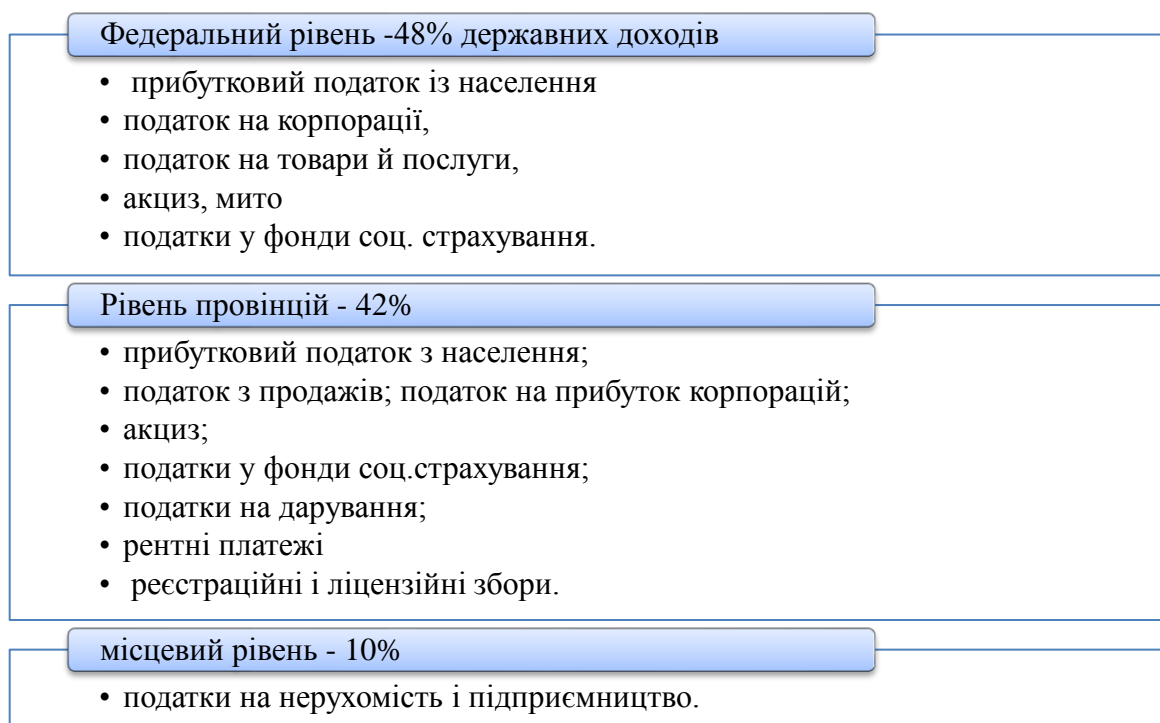 Федеральний рівень -48% державних доходів
• прибутковий податок із населення
• податок на корпорації,
• податок на товари й послуги,
• акциз, мито
• податки у фонди соц. страхування.
Рівень провінцій - 42%
• прибутковий податок з населення;
• податок з продажів; податок на прибуток корпорацій;
• акциз;
• податки у фонди соц.страхування;
• податки на дарування;
• рентні платежі
• реєстраційні і ліцензійні збори.
місцевий рівень - 10%
• податки на нерухомість і підприємництво.